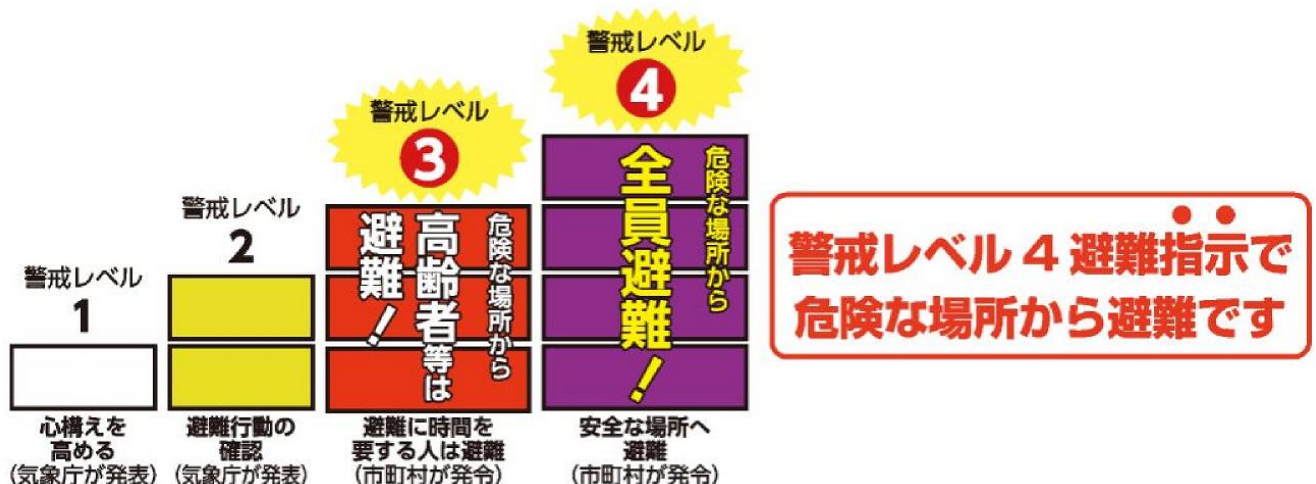 警戒レベル
1
心構えを
高める
(気象庁が発表)
警戒レベル
2
避難行動の
確認
(気象庁が発表)
警戒レベル
3
危険な場所から
高齢者等は
避難!
避難に時間を
要する人は避難
(市町村が発令)
警戒レベル
4
危険な場所から
全員避難!
安全な場所へ
避難
(市町村が発令)
警戒レベル4避難指示で
危険な場所から避難です